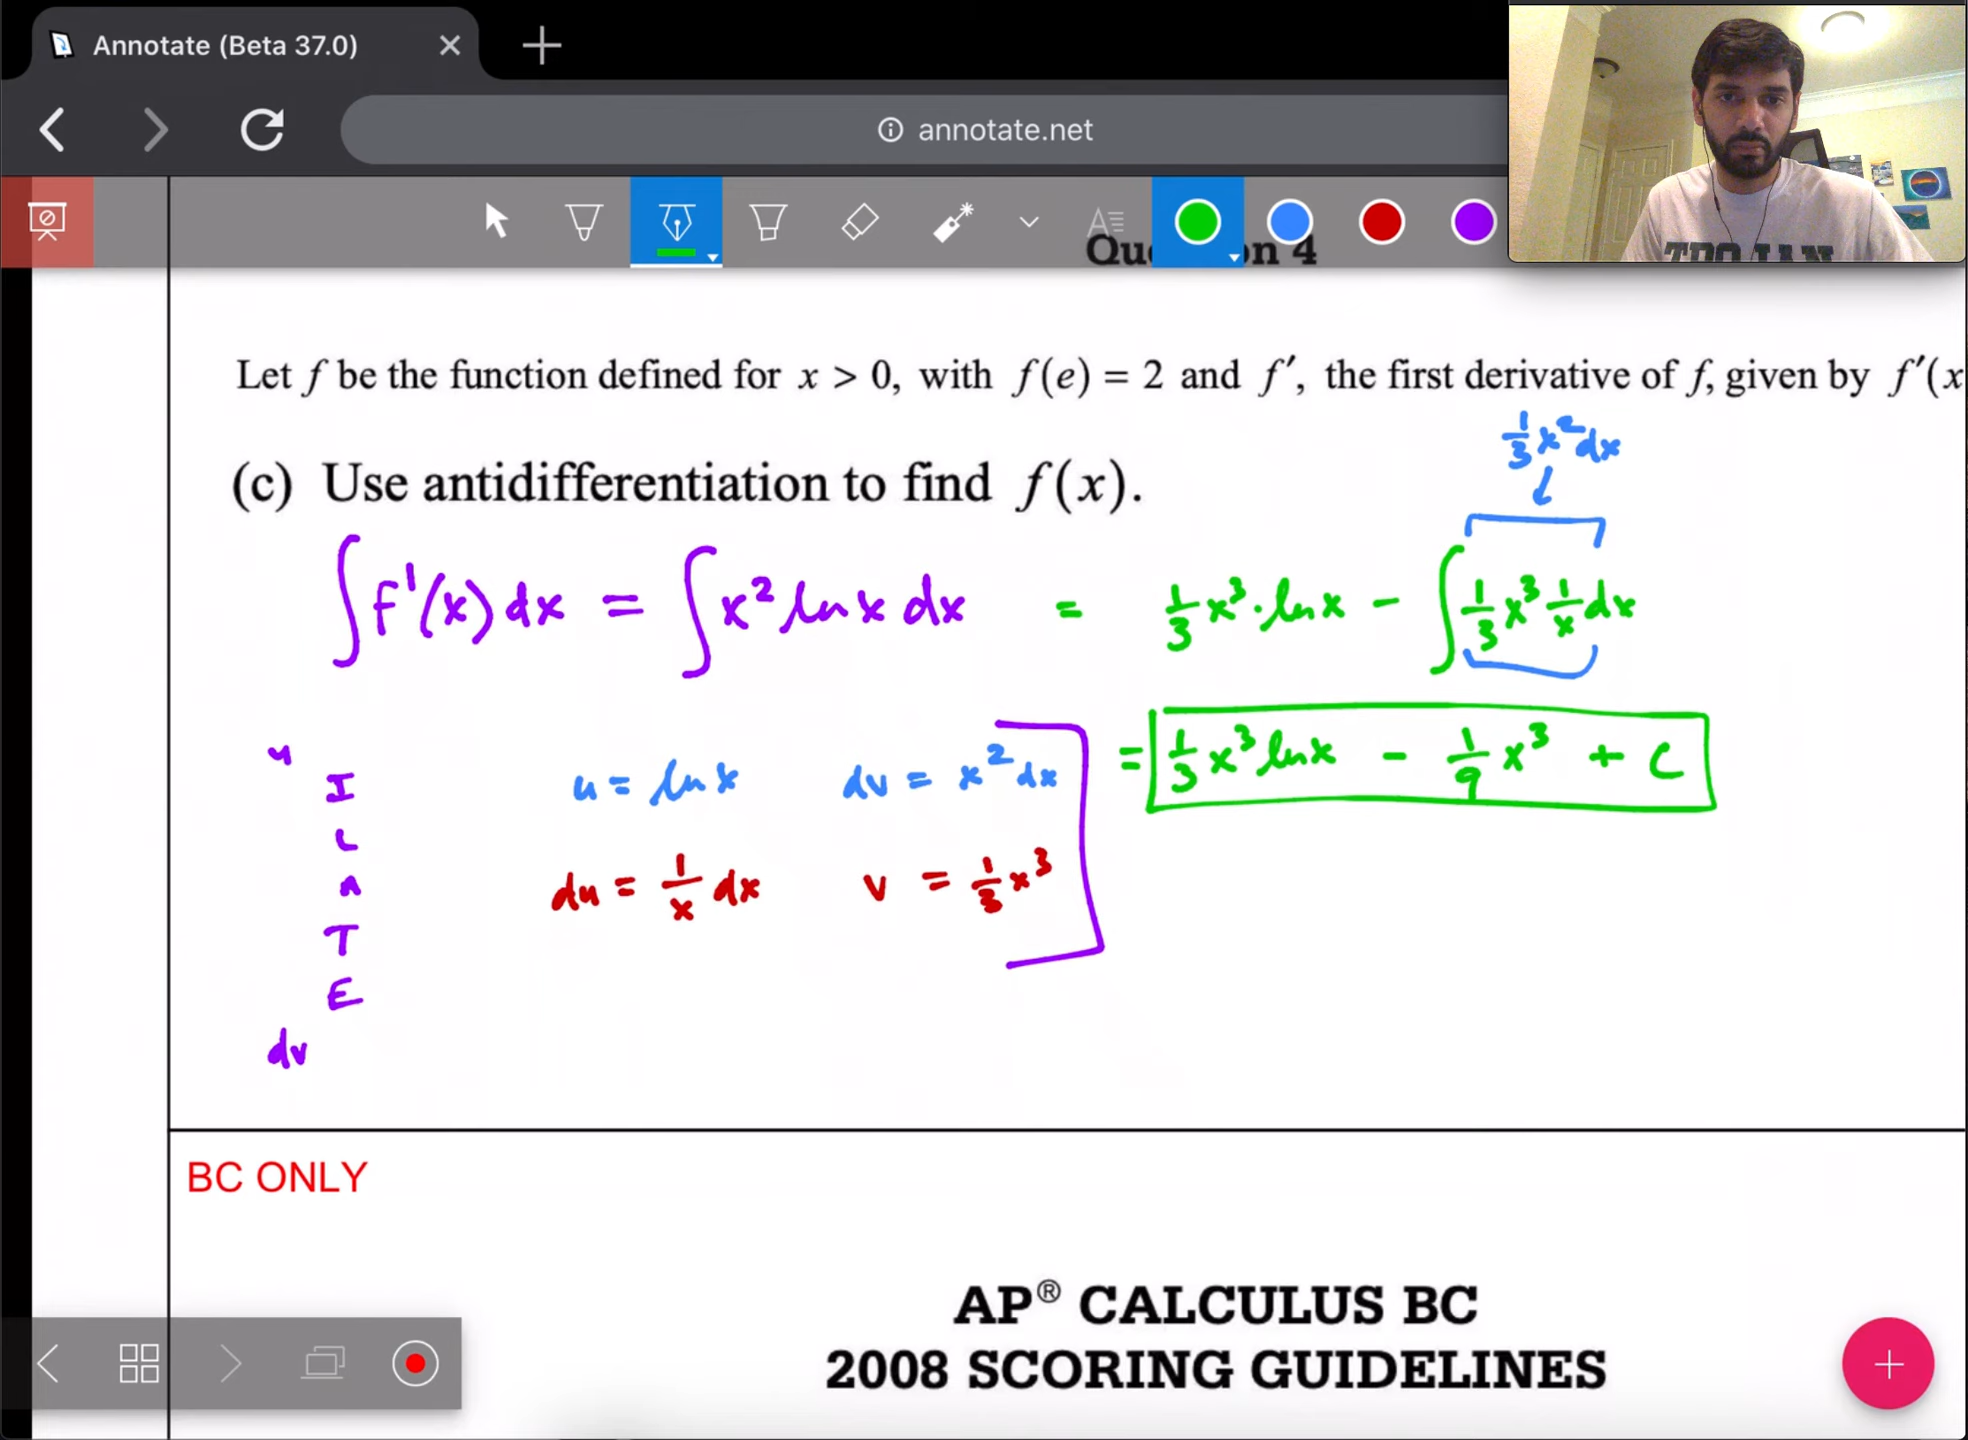 Annotate (Beta 37.0)
annotate.net
n 4
Let f be the function defined for x > 0, with f(e) = 2 and f′, the first derivative of f, given by f′(x
(c) Use antidifferentiation to find f(x).
1/3 x² dx
∫ f'(x) dx = ∫ x² ln x dx = 1/3 x³ · ln x - ∫ 1/3 x³ 1/x dx
= 1/3 x³ ln x - 1/9 x³ + C
u
I
L
A
T
E
dv
u = ln x dv = x² dx
du = 1/x dx v = 1/3 x³
BC ONLY
AP® CALCULUS BC
2008 SCORING GUIDELINES